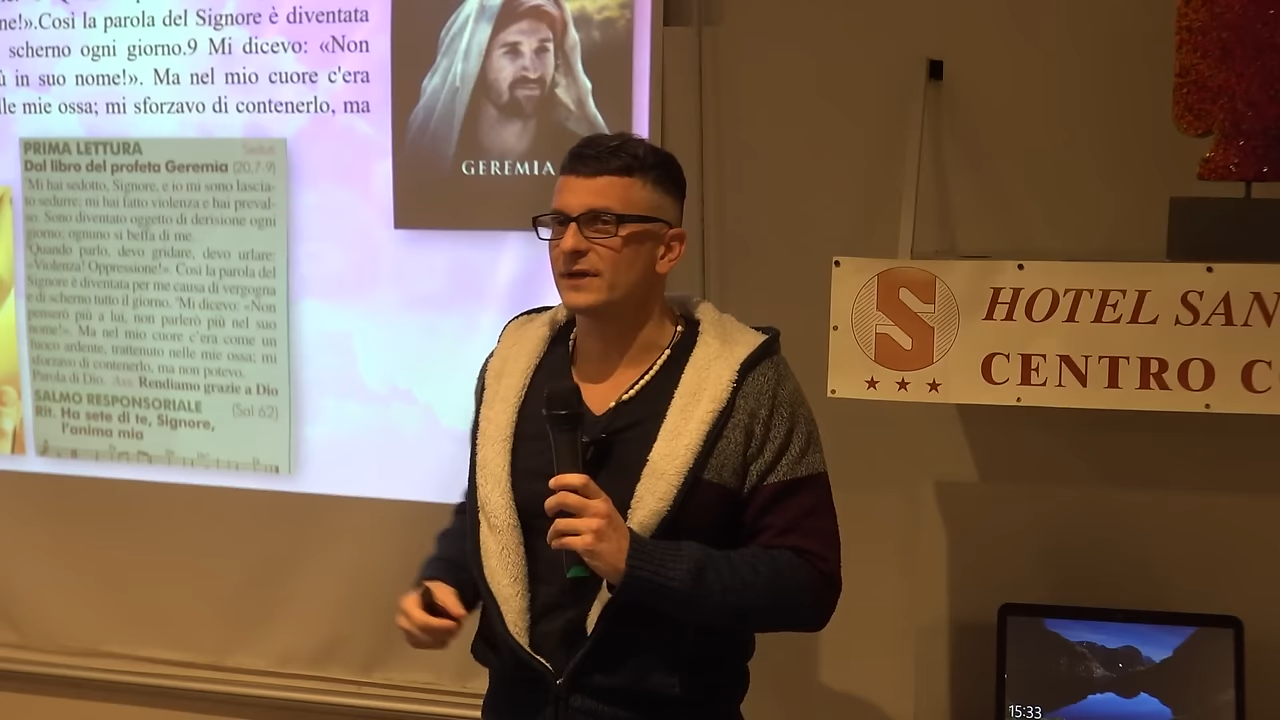 ne!».Così la parola del Signore è diventata
scherno ogni giorno.9 Mi dicevo: «Non
in suo nome!». Ma nel mio cuore c'era
lle mie ossa; mi sforzavo di contenerlo, ma
GEREMIA
PRIMA LETTURA
Dal libro del profeta Geremia (20,7-9)
Mi hai sedotto, Signore, e io mi sono lascia-
to sedurre; mi hai fatto violenza e hai preval-
so. Sono diventato oggetto di derisione ogni
giorno; ognuno si beffa di me.
Quando parlo, devo gridare, devo urlare:
«Violenza! Oppressione!». Così la parola del
Signore è diventata per me causa di vergogna
e di scherno tutto il giorno. Mi dicevo: «Non
penserò più a lui, non parlerò più nel suo
nome!». Ma nel mio cuore c'era come un
fuoco ardente, trattenuto nelle mie ossa; mi
sforzavo di contenerlo, ma non potevo.
Parola di Dio. Ass. Rendiamo grazie a Dio
SALMO RESPONSORIALE (Sal 62)
Rit. Ha sete di te, Signore,
l'anima mia
S HOTEL SAN
CENTRO C
15:33